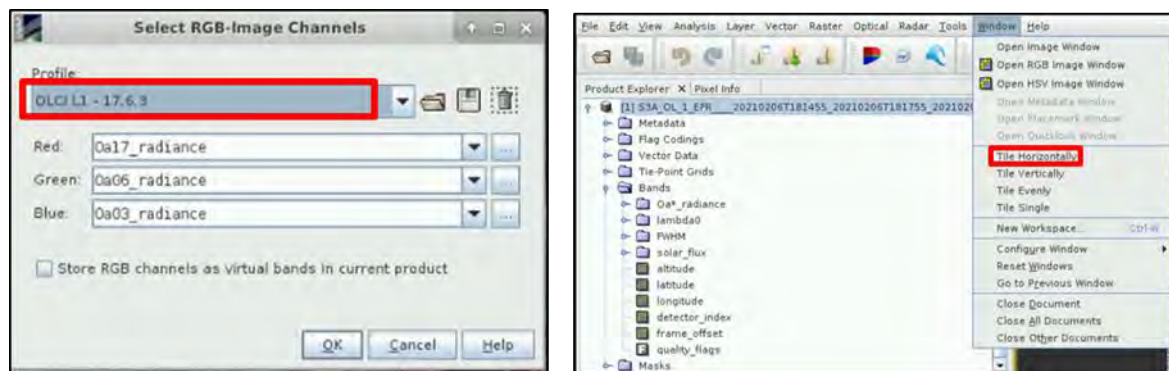 Select RGB-Image Channels
Profile:
OLCI L1 - 17,6,3
Red: Oa17_radiance
Green: Oa06_radiance
Blue: Oa03_radiance
Store RGB channels as virtual bands in current product
OK Cancel Help
File Edit View Analysis Layer Vector Raster Optical Radar Tools Window Help
Product Explorer X Pixel Info
[1] S3A_OL_1_EFR____20210206T181455_20210206T181755_202102
Metadata
Flag Codings
Vector Data
Tie-Point Grids
Bands
Oa*_radiance
lambda0
FWHM
solar_flux
altitude
latitude
longitude
detector_index
frame_offset
quality_flags
Masks
Open Image Window
Open RGB Image Window
Open HSV Image Window
Open Metadata Window
Open Placemark Window
Open Quicklook Window
Tile Horizontally
Tile Vertically
Tile Evenly
Tile Single
New Workspace... Ctrl-W
Configure Window
Reset Windows
Go to Previous Window
Close Document
Close All Documents
Close Other Documents